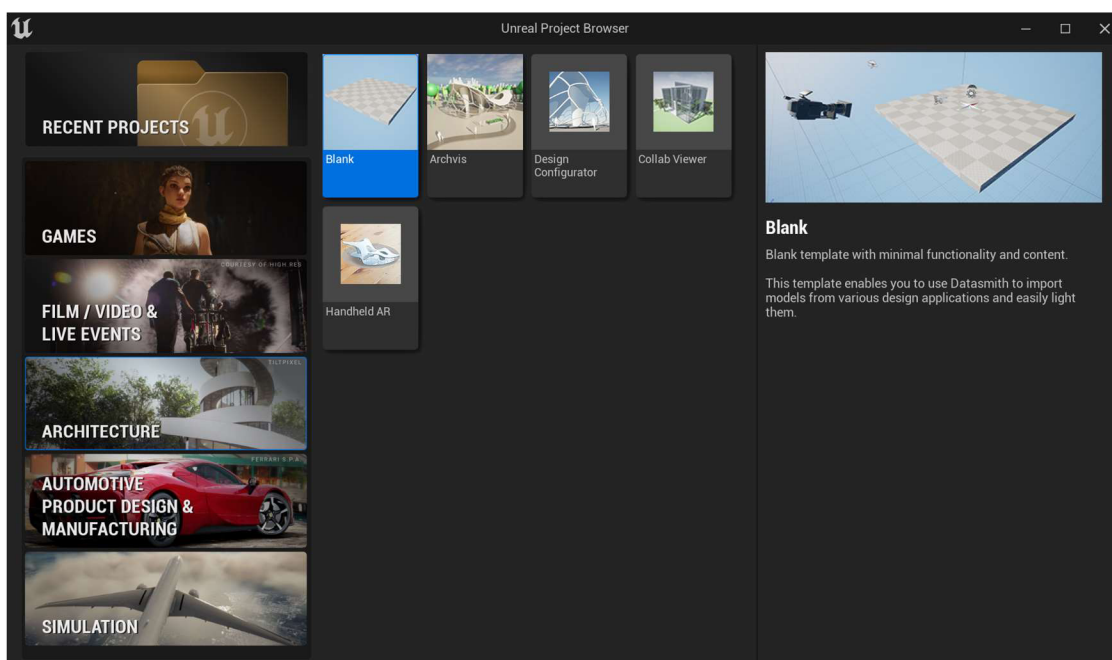 Unreal Project Browser
RECENT PROJECTS
GAMES
COURTESY OF HIGH RES
FILM / VIDEO &
LIVE EVENTS
TILTPIXEL
ARCHITECTURE
FERRARI S.P.A.
AUTOMOTIVE
PRODUCT DESIGN &
MANUFACTURING
SIMULATION
Blank
Archvis
Design
Configurator
Collab Viewer
Handheld AR
Blank
Blank template with minimal functionality and content.
This template enables you to use Datasmith to import
models from various design applications and easily light
them.